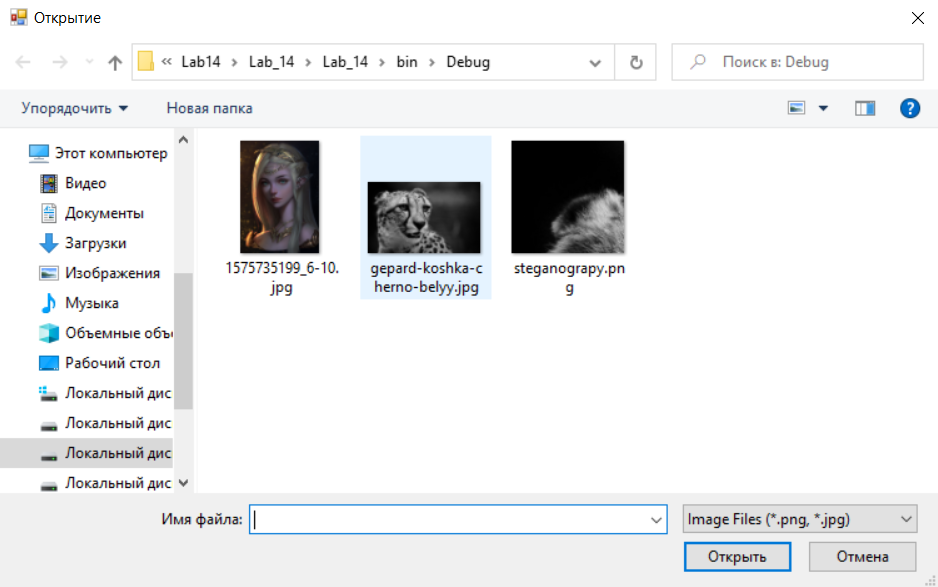 Открытие
« Lab14 › Lab_14 › Lab_14 › bin › Debug
Поиск в: Debug
Упорядочить
Новая папка
Этот компьютер
Видео
Документы
Загрузки
Изображения
Музыка
Объемные объ
Рабочий стол
Локальный дис
Локальный дис
Локальный дис
Локальный дис
1575735199_6-10.
jpg
gepard-koshka-c
herno-belyy.jpg
steganograpy.pn
g
Имя файла:
Image Files (*.png, *.jpg)
Открыть
Отмена